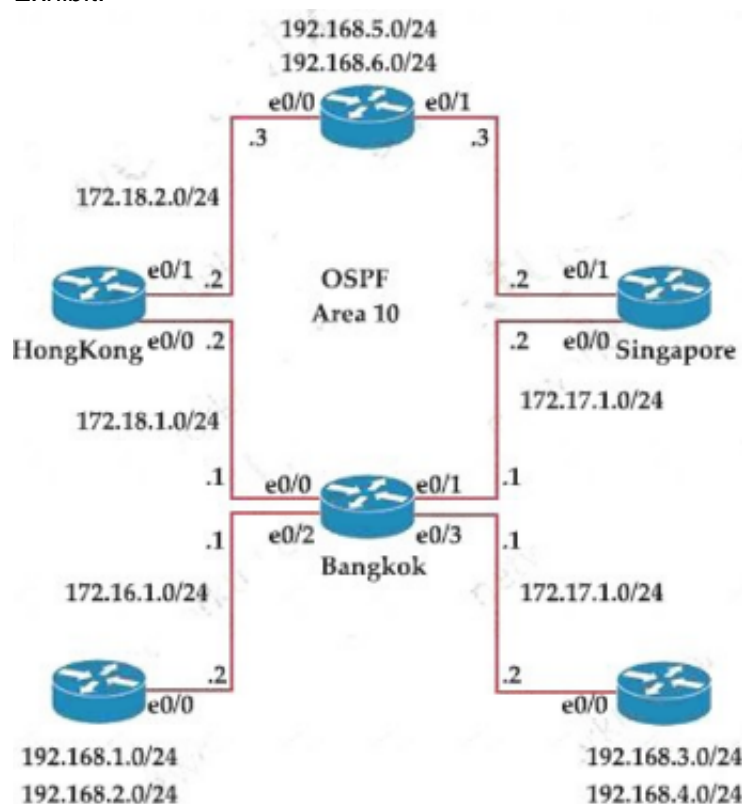 192.168.5.0/24
192.168.6.0/24
e0/0 e0/1
.3 .3
172.18.2.0/24
e0/1 .2
OSPF
Area 10
.2 e0/1
HongKong e0/0 .2
.2 e0/0 Singapore
172.18.1.0/24
172.17.1.0/24
.1 e0/0 e0/1 .1
.1 e0/2 e0/3 .1
Bangkok
172.16.1.0/24
172.17.1.0/24
.2 e0/0
.2 e0/0
192.168.1.0/24
192.168.2.0/24
192.168.3.0/24
192.168.4.0/24